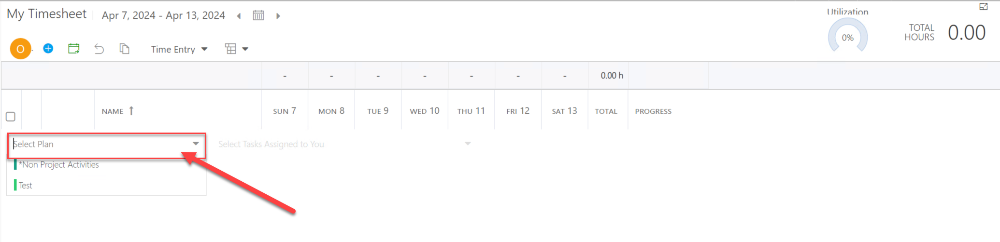 My Timesheet Apr 7, 2024 - Apr 13, 2024
Utilization
0%
TOTAL HOURS 0.00
O Time Entry
- - - - - - - 0.00 h
NAME SUN 7 MON 8 TUE 9 WED 10 THU 11 FRI 12 SAT 13 TOTAL PROGRESS
Select Plan Select Tasks Assigned to You
*Non Project Activities
Test